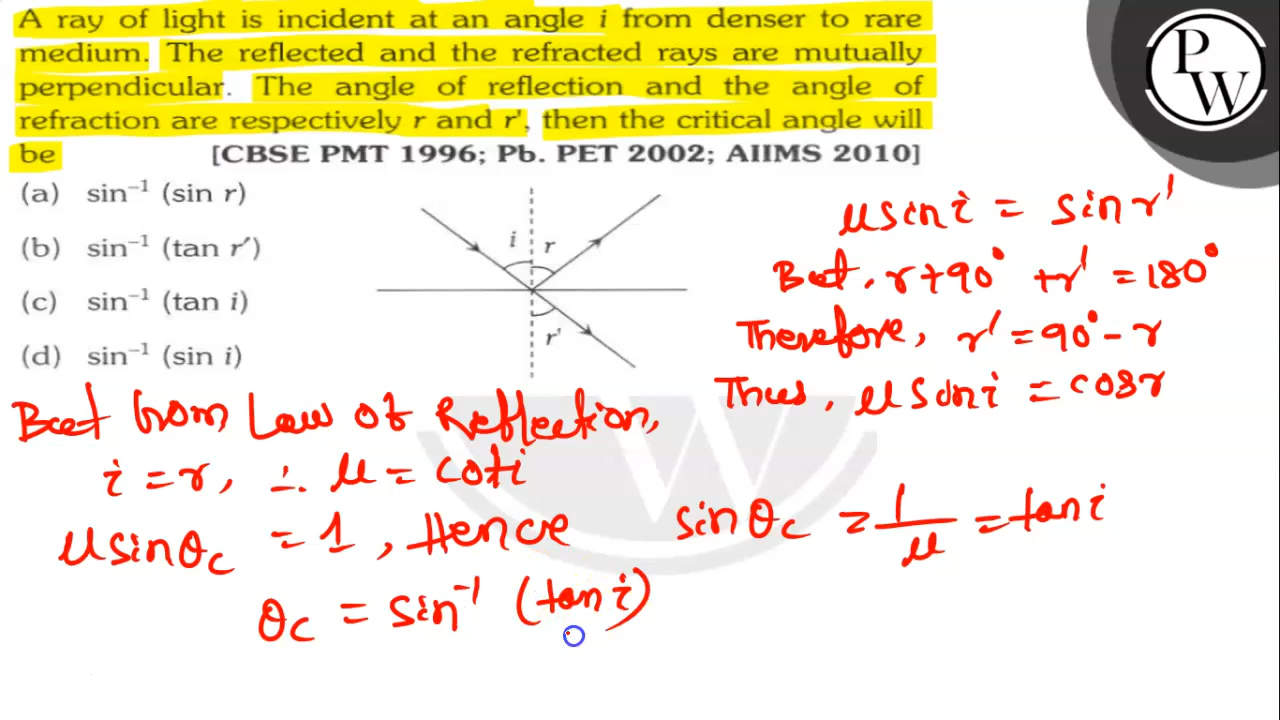 A ray of light is incident at an angle i from denser to rare
medium. The reflected and the refracted rays are mutually
perpendicular. The angle of reflection and the angle of
refraction are respectively r and r', then the critical angle will
be [CBSE PMT 1996; Pb. PET 2002; AIIMS 2010]
(a) sin⁻¹ (sin r)
(b) sin⁻¹ (tan r')
(c) sin⁻¹ (tan i)
(d) sin⁻¹ (sin i)
i r
r'
P
W
μ sin i = sin r'
But, r + 90° + r' = 180°
Therefore, r' = 90° - r
Thus, μ sin i = cos r
But from Law of Reflection,
i = r, ∴ μ = cot i
μ sin θc = 1, Hence sin θc = 1/μ = tan i
θc = sin⁻¹ (tan i)